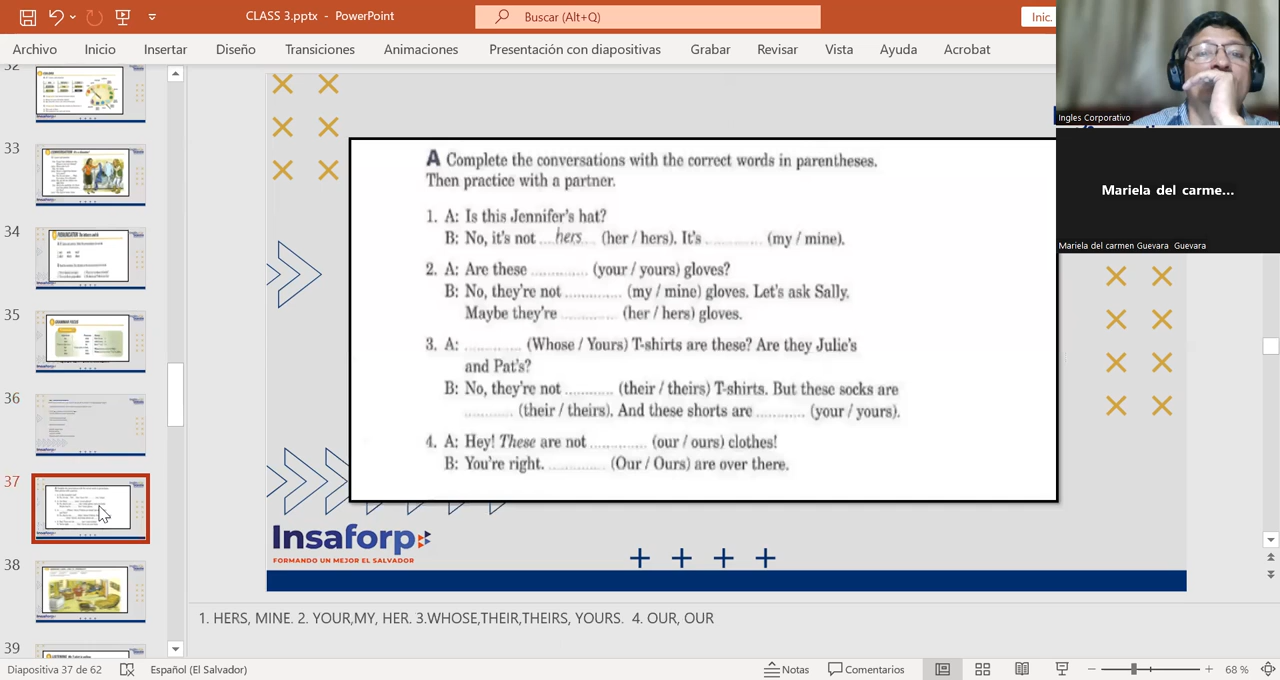 CLASS 3.pptx - PowerPoint
Buscar (Alt+Q)
Inic.
Archivo Inicio Insertar Diseño Transiciones Animaciones Presentación con diapositivas Grabar Revisar Vista Ayuda Acrobat
Ingles Corporativo
Mariela del carme...
Mariela del carmen Guevara Guevara
32
33
34
35
36
37
38
39
A Complete the conversations with the correct words in parentheses.
Then practice with a partner.
1. A: Is this Jennifer's hat?
B: No, it's not ...hers... (her / hers). It's ............ (my / mine).
2. A: Are these ............ (your / yours) gloves?
B: No, they're not ............ (my / mine) gloves. Let's ask Sally.
Maybe they're ............ (her / hers) gloves.
3. A: ............ (Whose / Yours) T-shirts are these? Are they Julie's
and Pat's?
B: No, they're not ............ (their / theirs) T-shirts. But these socks are
............ (their / theirs). And these shorts are ............ (your / yours).
4. A: Hey! These are not ............ (our / ours) clothes!
B: You're right. ............ (Our / Ours) are over there.
Insaforp
FORMANDO UN MEJOR EL SALVADOR
1. HERS, MINE. 2. YOUR,MY, HER. 3.WHOSE,THEIR,THEIRS, YOURS. 4. OUR, OUR
Diapositiva 37 de 62 Español (El Salvador) Notas Comentarios 68 %